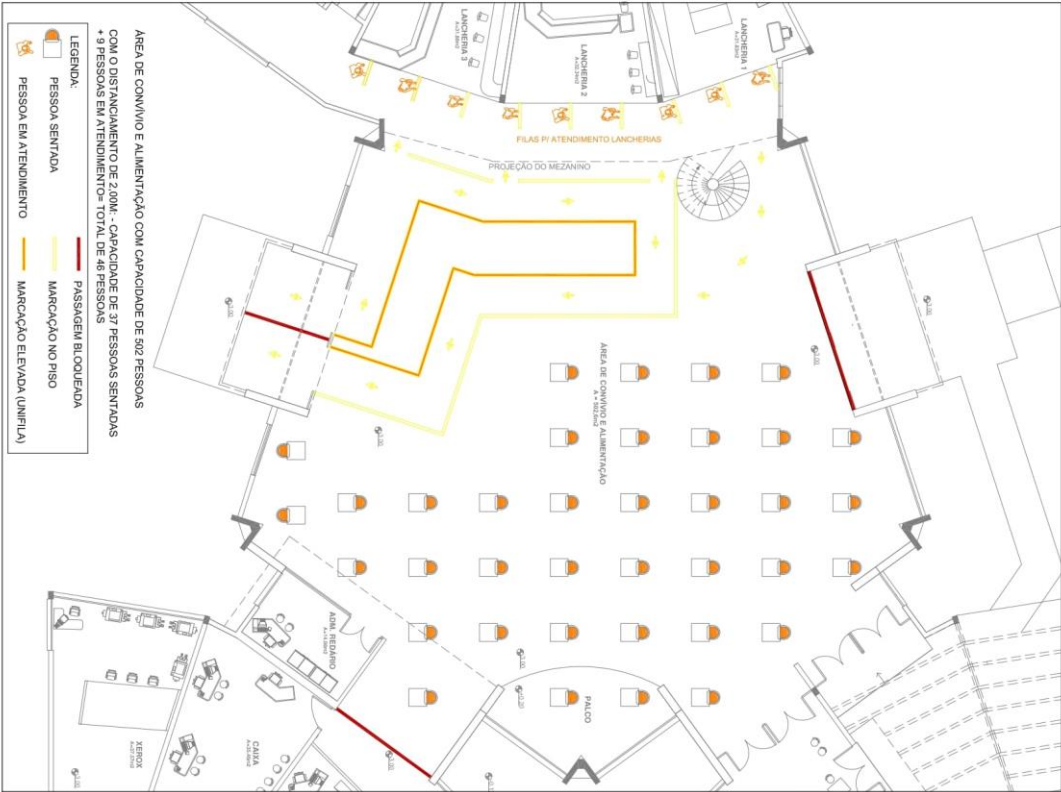 ÁREA DE CONVÍVIO E ALIMENTAÇÃO COM CAPACIDADE DE 502 PESSOAS
COM O DISTANCIAMENTO DE 2,00M: - CAPACIDADE DE 37 PESSOAS SENTADAS
+ 9 PESSOAS EM ATENDIMENTO= TOTAL DE 46 PESSOAS
LEGENDA:
PESSOA SENTADA
PESSOA EM ATENDIMENTO
PASSAGEM BLOQUEADA
MARCAÇÃO NO PISO
MARCAÇÃO ELEVADA (UNIFILA)
LANCHERIA 1
LANCHERIA 2
LANCHERIA 3
FILAS P/ ATENDIMENTO LANCHERIAS
PROJEÇÃO DO MEZANINO
ÁREA DE CONVÍVIO E ALIMENTAÇÃO
A = 502,0m2
PALCO
ADM. REDÁRIO
CAIXA
XEROX